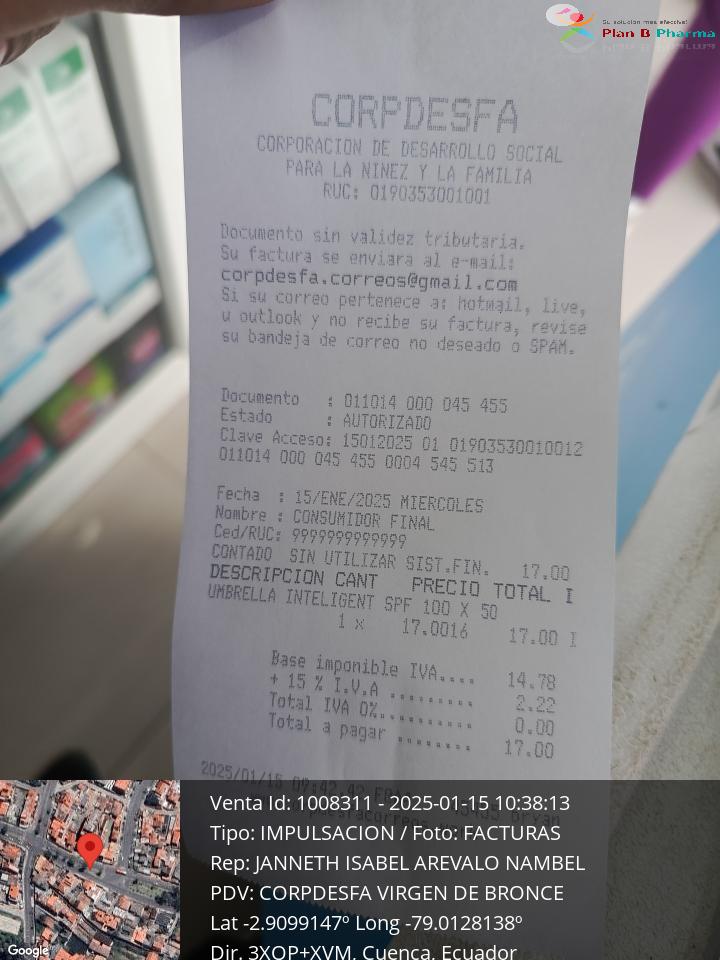 Su solucion mas efectiva!
Plan B Pharma
CORPDESFA
CORPORACION DE DESARROLLO SOCIAL
PARA LA NINEZ Y LA FAMILIA
RUC: 0190353001001
Documento sin validez tributaria.
Su factura se enviara al e-mail:
corpdesfa.correos@gmail.com
Si su correo pertenece a: hotmail, live,
u outlook y no recibe su factura, revise
su bandeja de correo no deseado o SPAM.
Documento : 011014 000 045 455
Estado : AUTORIZADO
Clave Acceso: 15012025 01 01903530010012
011014 000 045 455 0004 545 513
Fecha : 15/ENE/2025 MIERCOLES
Nombre : CONSUMIDOR FINAL
Ced/RUC: 9999999999999
CONTADO SIN UTILIZAR SIST.FIN. 17.00
DESCRIPCION CANT PRECIO TOTAL I
UMBRELLA INTELIGENT SPF 100 X 50
1 x 17.0016 17.00 I
Base imponible IVA.... 14.78
+ 15 % I.V.A ......... 2.22
Total IVA 0%.......... 0.00
Total a pagar ........ 17.00
2025/01/15 09:42:42
Venta Id: 1008311 - 2025-01-15 10:38:13
Tipo: IMPULSACION / Foto: FACTURAS
Rep: JANNETH ISABEL AREVALO NAMBEL
PDV: CORPDESFA VIRGEN DE BRONCE
Lat -2.9099147º Long -79.0128138º
Dir. 3XQP+XVM, Cuenca, Ecuador
Google